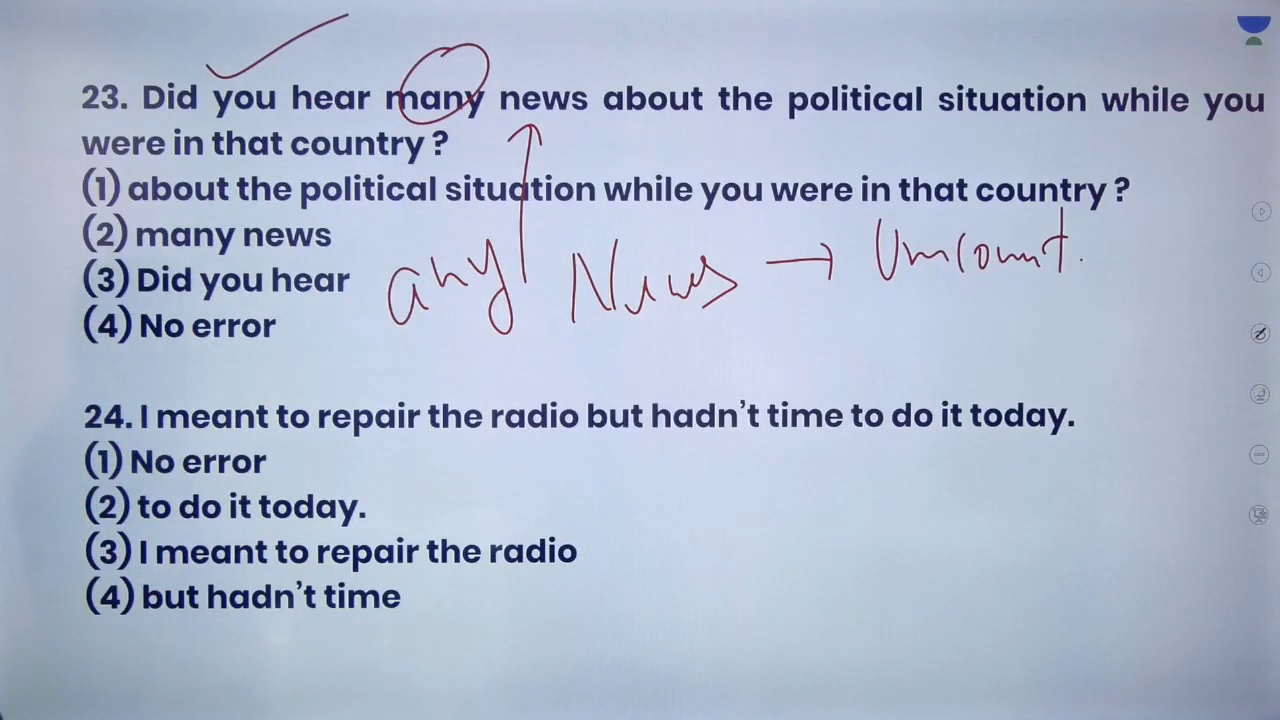 23. Did you hear many news about the political situation while you
were in that country ?
(1) about the political situation while you were in that country ?
(2) many news
(3) Did you hear
(4) No error
any News → Uncount.
24. I meant to repair the radio but hadn't time to do it today.
(1) No error
(2) to do it today.
(3) I meant to repair the radio
(4) but hadn't time